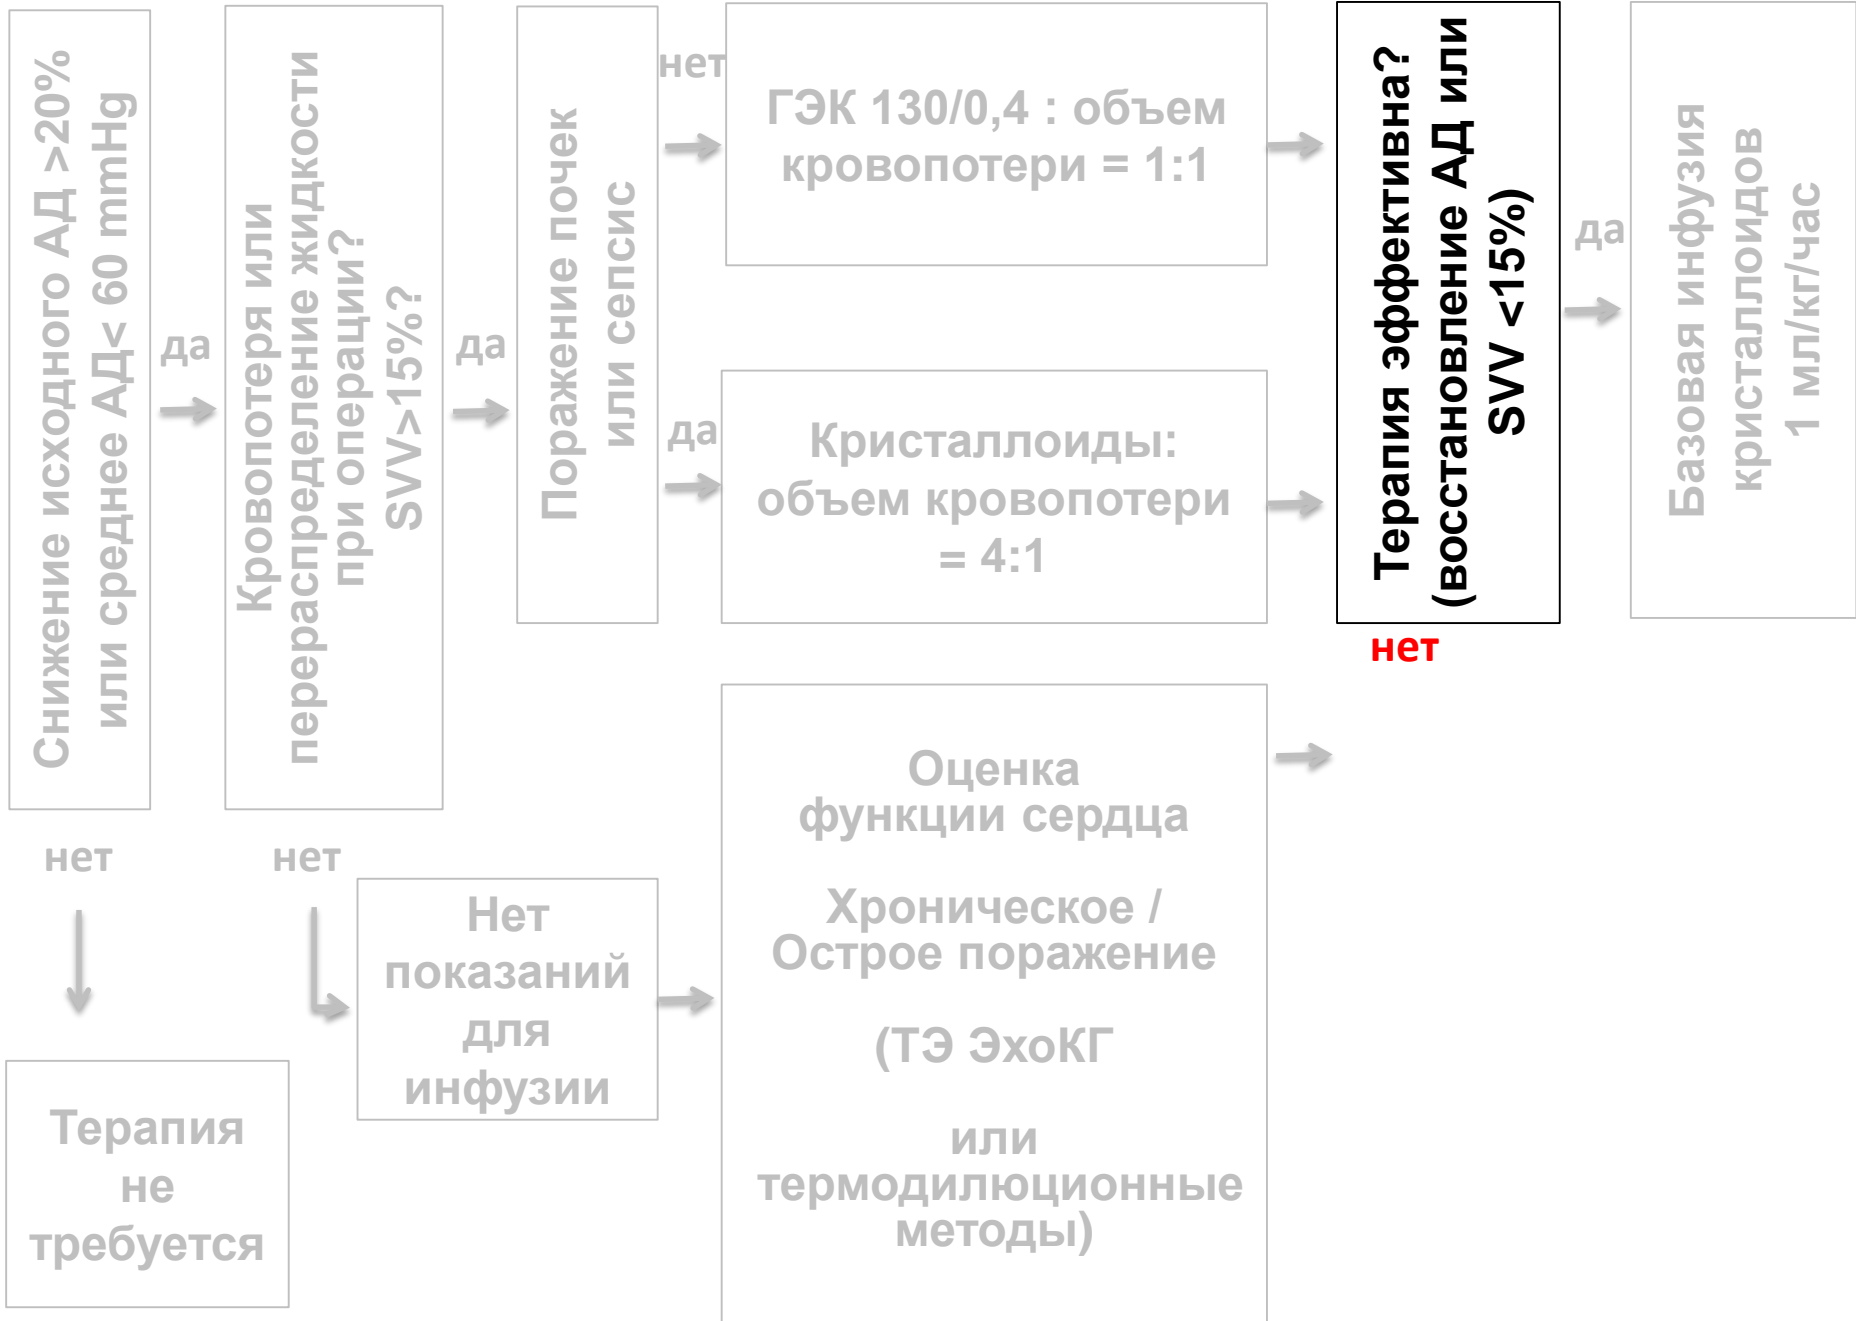 Снижение исходного АД >20%
или среднее АД< 60 mmHg
да
нет
Терапия
не
требуется
Кровопотеря или
перераспределение жидкости
при операции?
SVV>15%?
да
нет
Нет
показаний
для
инфузии
Поражение почек
или сепсис
нет
ГЭК 130/0,4 : объем
кровопотери = 1:1
да
Кристаллоиды:
объем кровопотери
= 4:1
Оценка
функции сердца
Хроническое /
Острое поражение
(ТЭ ЭхоКГ
или
термодилюционные
методы)
Терапия эффективна?
(восстановление АД или
SVV <15%)
нет
да
Базовая инфузия
кристаллоидов
1 мл/кг/час